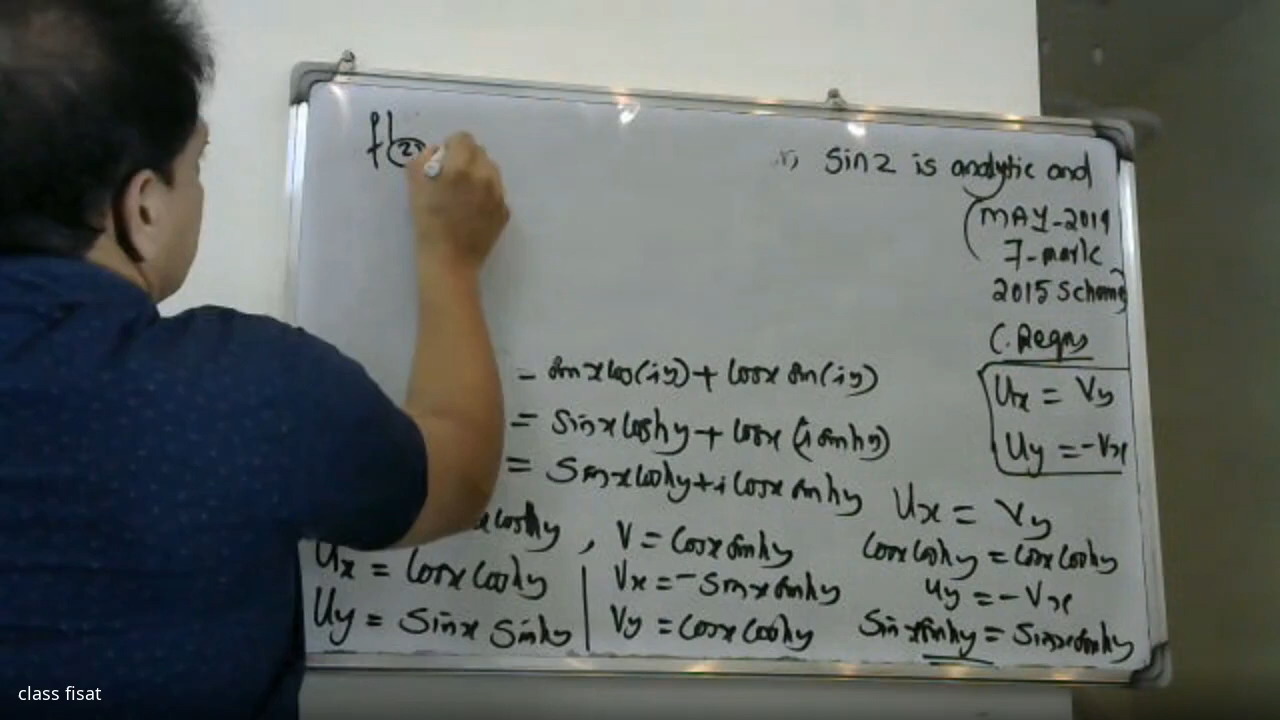 f(z
sin z is analytic and
(MAY-2019
7-mark
2015 Scheme
C.Reqns
Ux = Vy
Uy = -Vx
= sinx cos(iy) + cosx sin(iy)
= sinx coshy + cosx (i sinhy)
= sinx coshy + i cosx sinhy
x coshy , V = cosx sinhy
Ux = cosx coshy
Vx = -sinx sinhy
Uy = sinx sinhy
Vy = cosx coshy
Ux = Vy
cosx coshy = cosx coshy
Uy = -Vx
sinx sinhy = sinx sinhy
class fisat